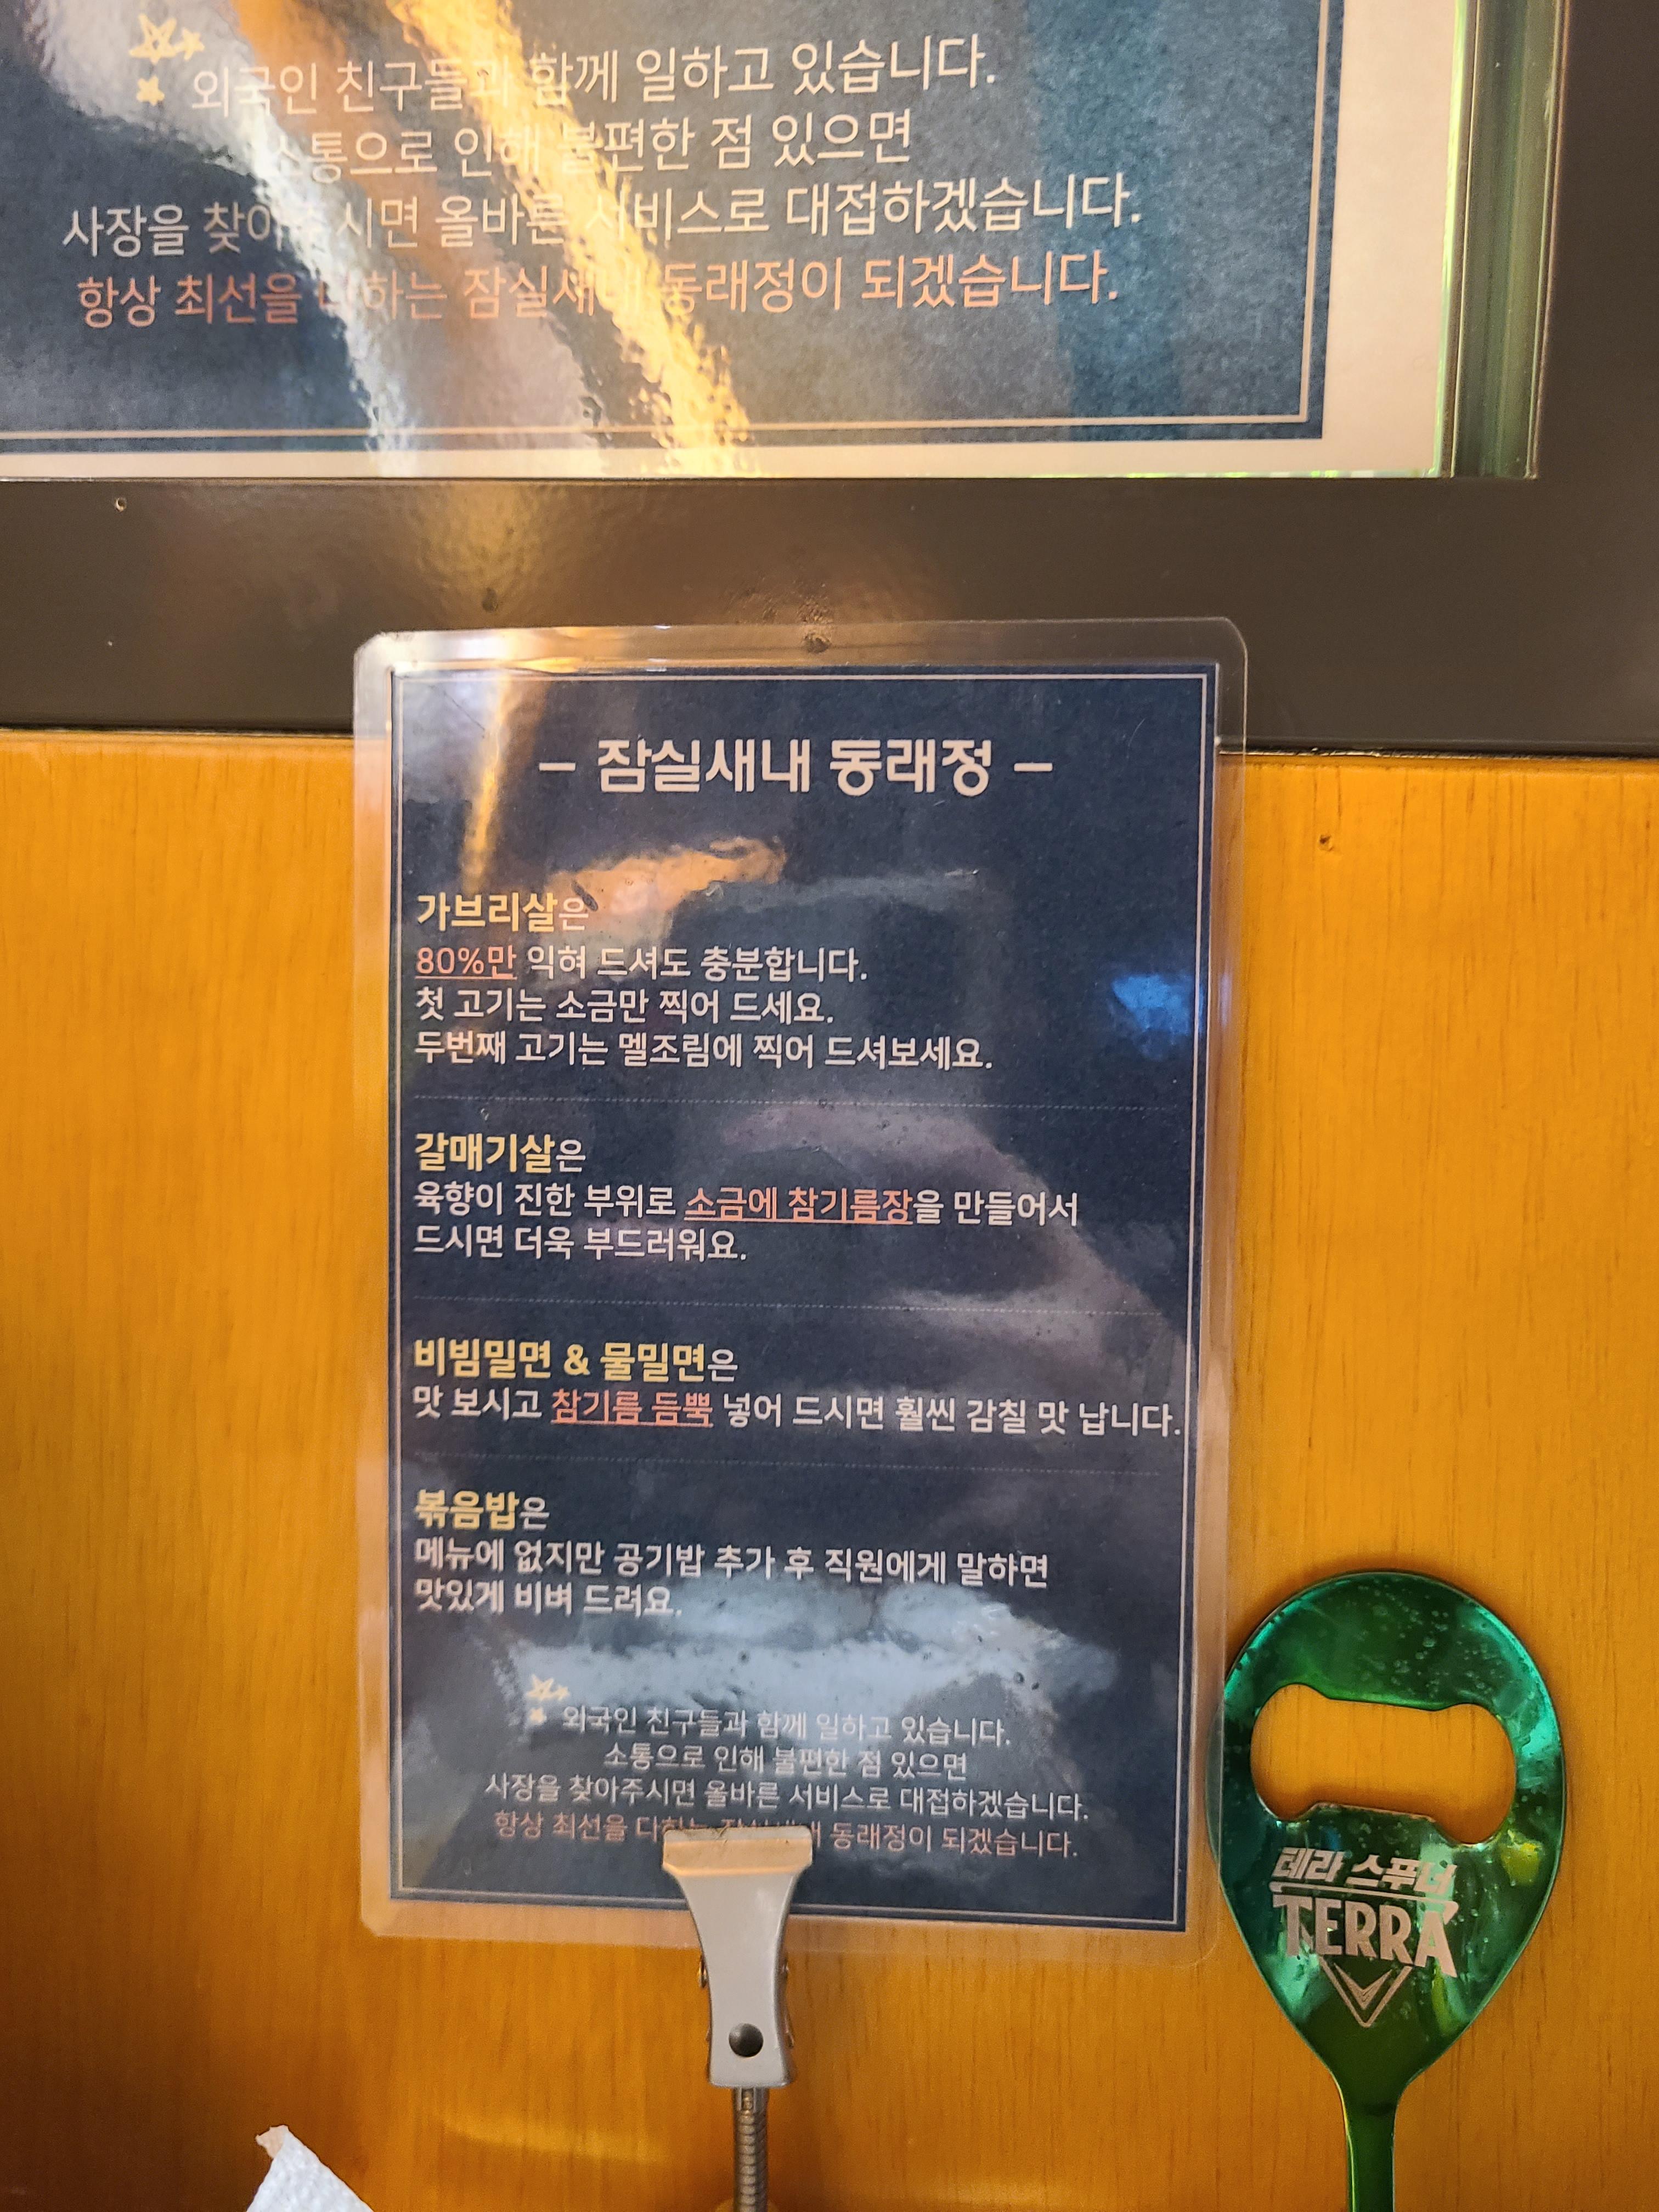 외국인 친구들과 함께 일하고 있습니다.
소통으로 인해 불편한 점 있으면
사장을 찾아주시면 올바른 서비스로 대접하겠습니다.
항상 최선을 다하는 잠실새내 동래정이 되겠습니다.
– 잠실새내 동래정 –
가브리살은
80%만 익혀 드셔도 충분합니다.
첫 고기는 소금만 찍어 드세요.
두번째 고기는 멜조림에 찍어 드셔보세요.
갈매기살은
육향이 진한 부위로 소금에 참기름장을 만들어서
드시면 더욱 부드러워요.
비빔밀면 & 물밀면은
맛 보시고 참기름 듬뿍 넣어 드시면 훨씬 감칠 맛 납니다.
볶음밥은
메뉴에 없지만 공기밥 추가 후 직원에게 말하면
맛있게 비벼 드려요.
외국인 친구들과 함께 일하고 있습니다.
소통으로 인해 불편한 점 있으면
사장을 찾아주시면 올바른 서비스로 대접하겠습니다.
항상 최선을 다하는 잠실새내 동래정이 되겠습니다.
테라 스푸너
TERRA